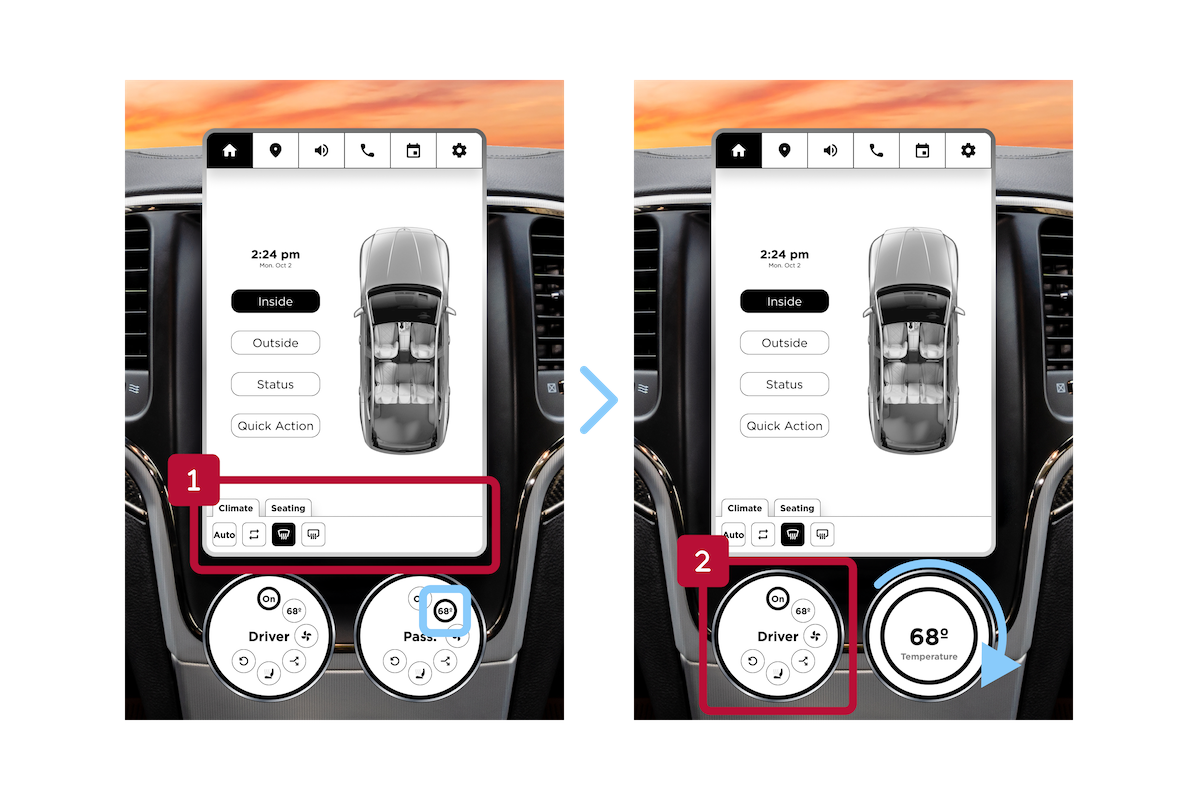 2:24 pm
Mon. Oct 2
Inside
Outside
Status
Quick Action
1
Climate
Seating
Auto
On
68º
Driver
68º
Pass.
2:24 pm
Mon. Oct 2
Inside
Outside
Status
Quick Action
Climate
Seating
Auto
2
On
68º
Driver
68º
Temperature